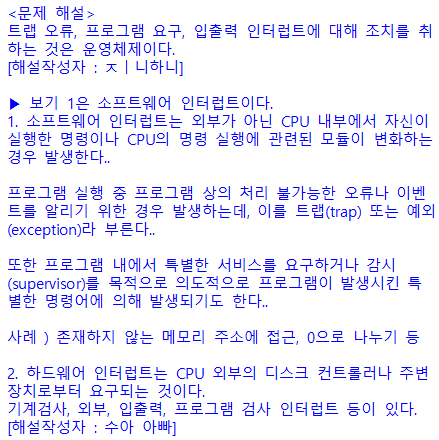 <문제 해설>
트랩 오류, 프로그램 요구, 입출력 인터럽트에 대해 조치를 취
하는 것은 운영체제이다.
[해설작성자 : ㅈㅣ니하니]
▶ 보기 1은 소프트웨어 인터럽트이다.
1. 소프트웨어 인터럽트는 외부가 아닌 CPU 내부에서 자신이
실행한 명령이나 CPU의 명령 실행에 관련된 모듈이 변화하는
경우 발생한다..
프로그램 실행 중 프로그램 상의 처리 불가능한 오류나 이벤
트를 알리기 위한 경우 발생하는데, 이를 트랩(trap) 또는 예외
(exception)라 부른다..
또한 프로그램 내에서 특별한 서비스를 요구하거나 감시
(supervisor)를 목적으로 의도적으로 프로그램이 발생시킨 특
별한 명령어에 의해 발생되기도 한다..
사례 ) 존재하지 않는 메모리 주소에 접근, 0으로 나누기 등
2. 하드웨어 인터럽트는 CPU 외부의 디스크 컨트롤러나 주변
장치로부터 요구되는 것이다.
기계검사, 외부, 입출력, 프로그램 검사 인터럽트 등이 있다.
[해설작성자 : 수아 아빠]